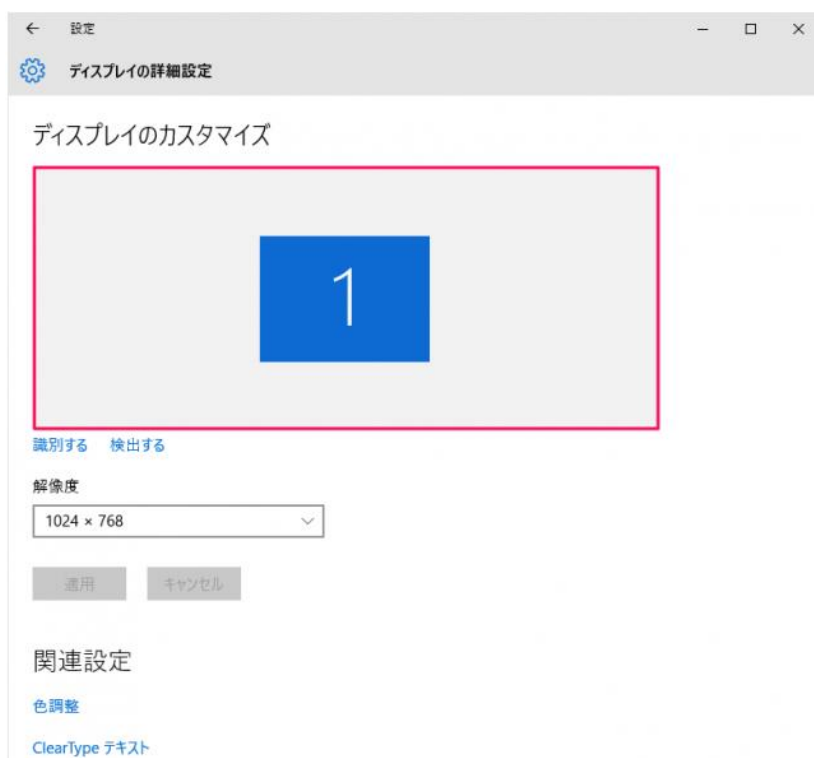 設定
ディスプレイの詳細設定
ディスプレイのカスタマイズ
1
識別する 検出する
解像度
1024 × 768
適用 キャンセル
関連設定
色調整
ClearType テキスト